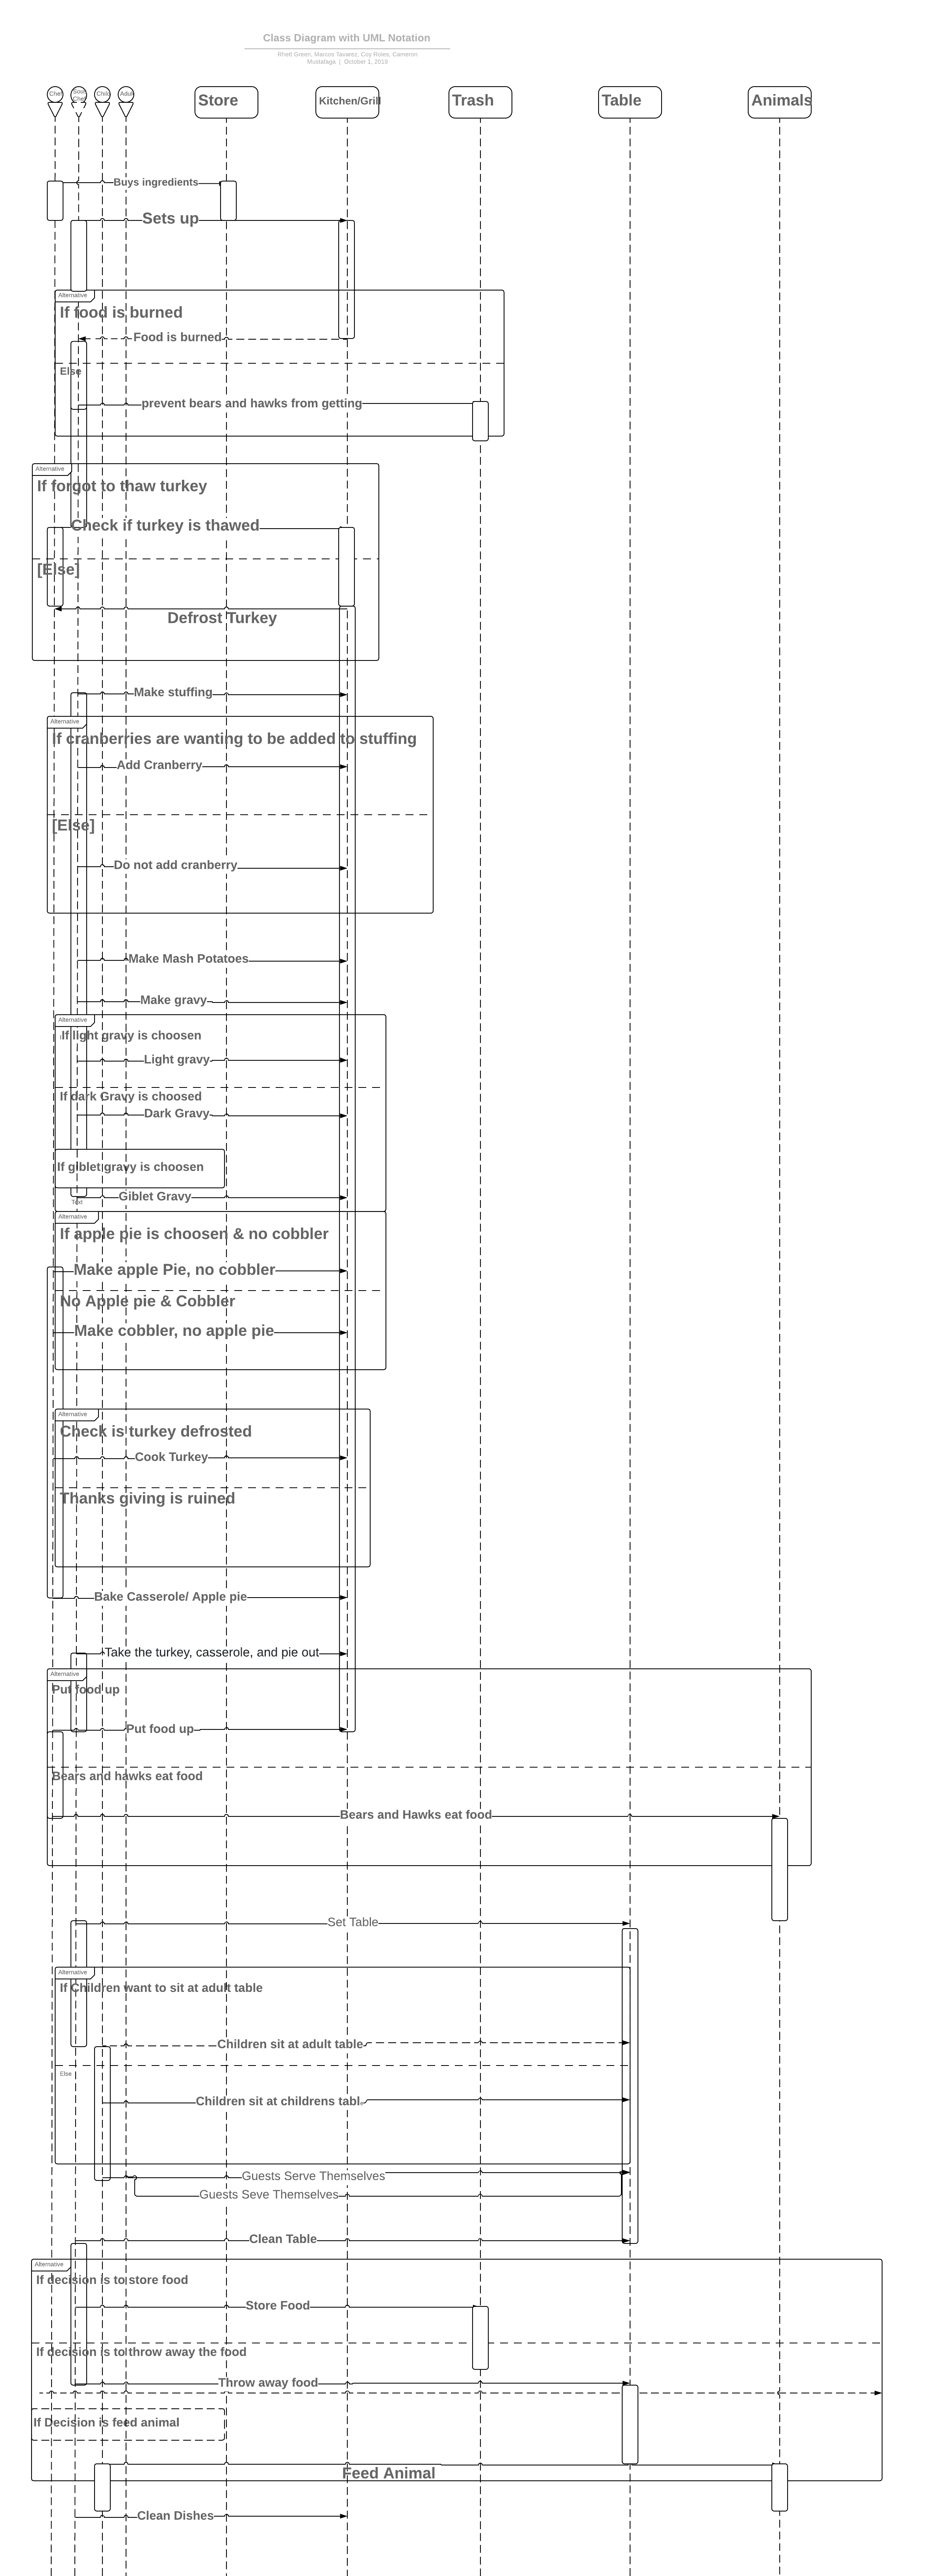 Class Diagram with UML Notation
Rhett Green, Marcos Tavarez, Coy Roles, Cameron
Mustafaga | October 1, 2019
Chef
Sous
Chef
Child
Adult
Store
Kitchen/Grill
Trash
Table
Animals
Buys ingredients
Sets up
Alternative
If food is burned
Food is burned
Else
prevent bears and hawks from getting
Alternative
If forgot to thaw turkey
Check if turkey is thawed
[Else]
Defrost Turkey
Make stuffing
Alternative
If cranberries are wanting to be added to stuffing
Add Cranberry
[Else]
Do not add cranberry
Make Mash Potatoes
Make gravy
Alternative
If light gravy is choosen
Light gravy
If dark Gravy is choosed
Dark Gravy
If giblet gravy is choosen
Giblet Gravy
Text
Alternative
If apple pie is choosen & no cobbler
Make apple Pie, no cobbler
No Apple pie & Cobbler
Make cobbler, no apple pie
Alternative
Check is turkey defrosted
Cook Turkey
Thanks giving is ruined
Bake Casserole/ Apple pie
Take the turkey, casserole, and pie out
Alternative
Put food up
Put food up
Bears and hawks eat food
Bears and Hawks eat food
Set Table
Alternative
If Children want to sit at adult table
Children sit at adult table
Else
Children sit at childrens table
Guests Serve Themselves
Guests Seve Themselves
Clean Table
Alternative
If decision is to store food
Store Food
If decision is to throw away the food
Throw away food
If Decision is feed animal
Feed Animal
Clean Dishes